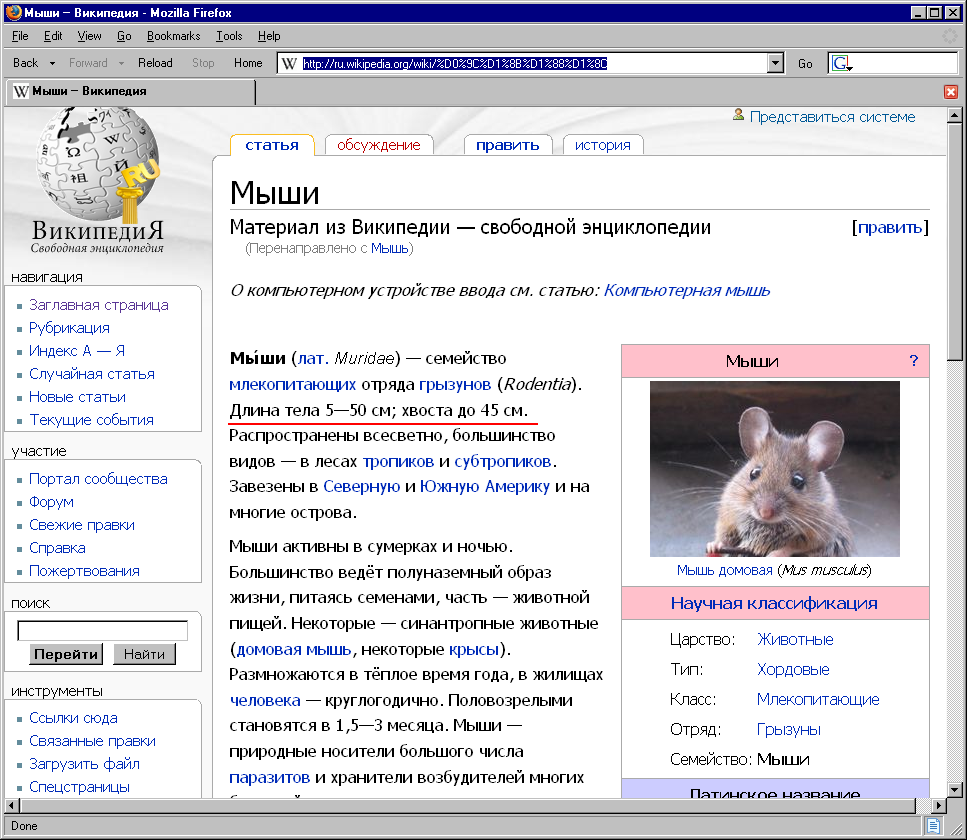 Мыши – Википедия - Mozilla Firefox
File Edit View Go Bookmarks Tools Help
Back Forward Reload Stop Home W http://ru.wikipedia.org/wiki/%D0%9C%D1%8B%D1%88%D1%8C Go G
W Мыши – Википедия
Представиться системе
статья обсуждение править история
RU
ВикипедиЯ
Свободная энциклопедия
навигация
Заглавная страница
Рубрикация
Индекс А — Я
Случайная статья
Новые статьи
Текущие события
участие
Портал сообщества
Форум
Свежие правки
Справка
Пожертвования
поиск
Перейти Найти
инструменты
Ссылки сюда
Связанные правки
Загрузить файл
Спецстраницы
Мыши
Материал из Википедии — свободной энциклопедии [править]
(Перенаправлено с Мышь)
О компьютерном устройстве ввода см. статью: Компьютерная мышь
Мы́ши (лат. Muridae) — семейство
млекопитающих отряда грызунов (Rodentia).
Длина тела 5—50 см; хвоста до 45 см.
Распространены всесветно, большинство
видов — в лесах тропиков и субтропиков.
Завезены в Северную и Южную Америку и на
многие острова.
Мыши активны в сумерках и ночью.
Большинство ведёт полуназемный образ
жизни, питаясь семенами, часть — животной
пищей. Некоторые — синантропные животные
(домовая мышь, некоторые крысы).
Размножаются в тёплое время года, в жилищах
человека — круглогодично. Половозрелыми
становятся в 1,5—3 месяца. Мыши —
природные носители большого числа
паразитов и хранители возбудителей многих
Мыши ?
Мышь домовая (Mus musculus)
Научная классификация
Царство: Животные
Тип: Хордовые
Класс: Млекопитающие
Отряд: Грызуны
Семейство: Мыши
Латинское название
Done